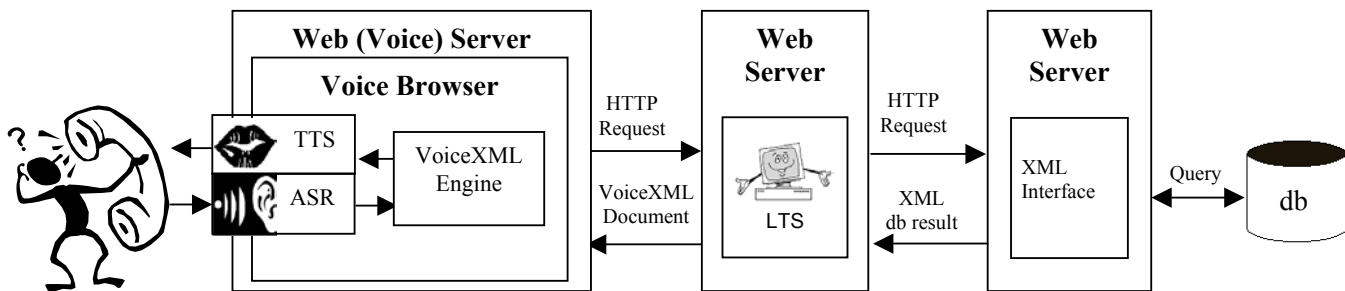 Web (Voice) Server
Voice Browser
TTS
ASR
VoiceXML
Engine
HTTP
Request
VoiceXML
Document
Web
Server
LTS
HTTP
Request
XML
db result
Web
Server
XML
Interface
Query
db
?